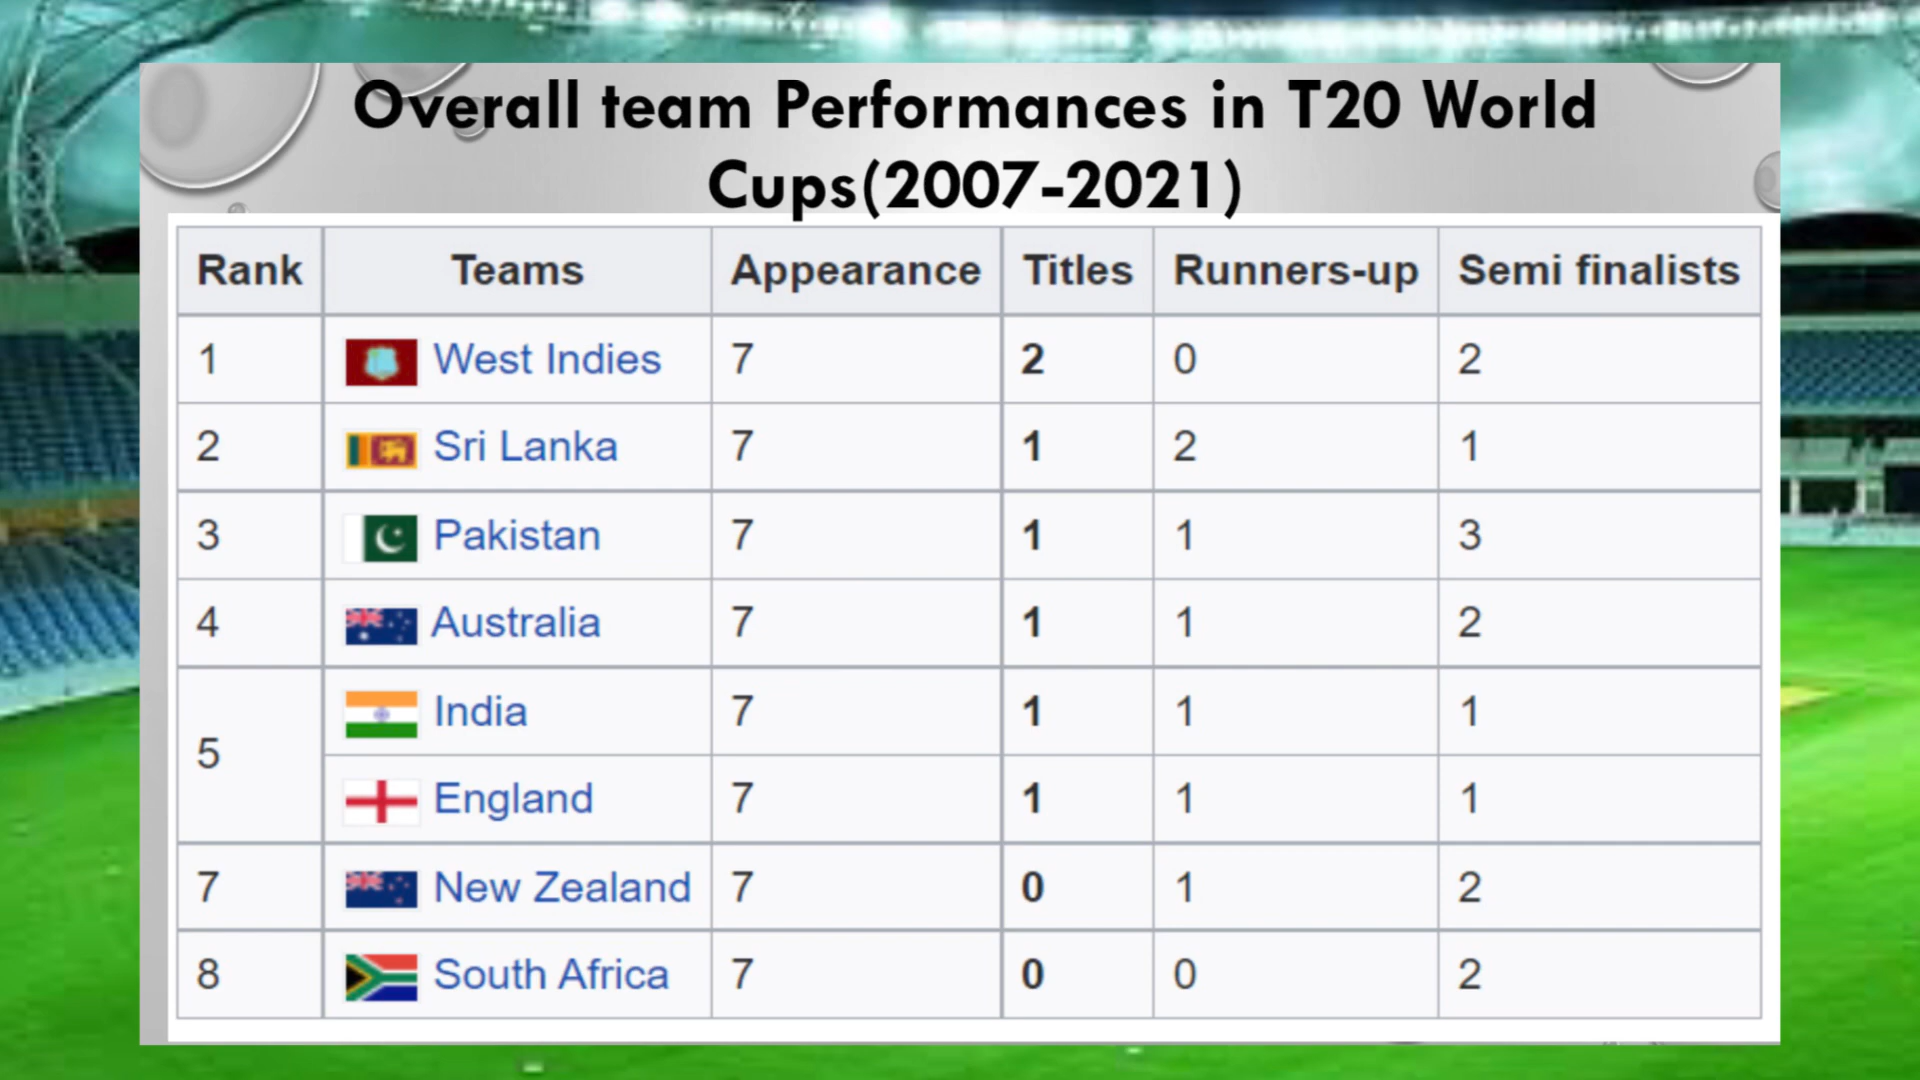 Overall team Performances in T20 World
Cups(2007-2021)
Rank Teams Appearance Titles Runners-up Semi finalists
1 West Indies 7 2 0 2
2 Sri Lanka 7 1 2 1
3 Pakistan 7 1 1 3
4 Australia 7 1 1 2
5 India 7 1 1 1
England 7 1 1 1
7 New Zealand 7 0 1 2
8 South Africa 7 0 0 2